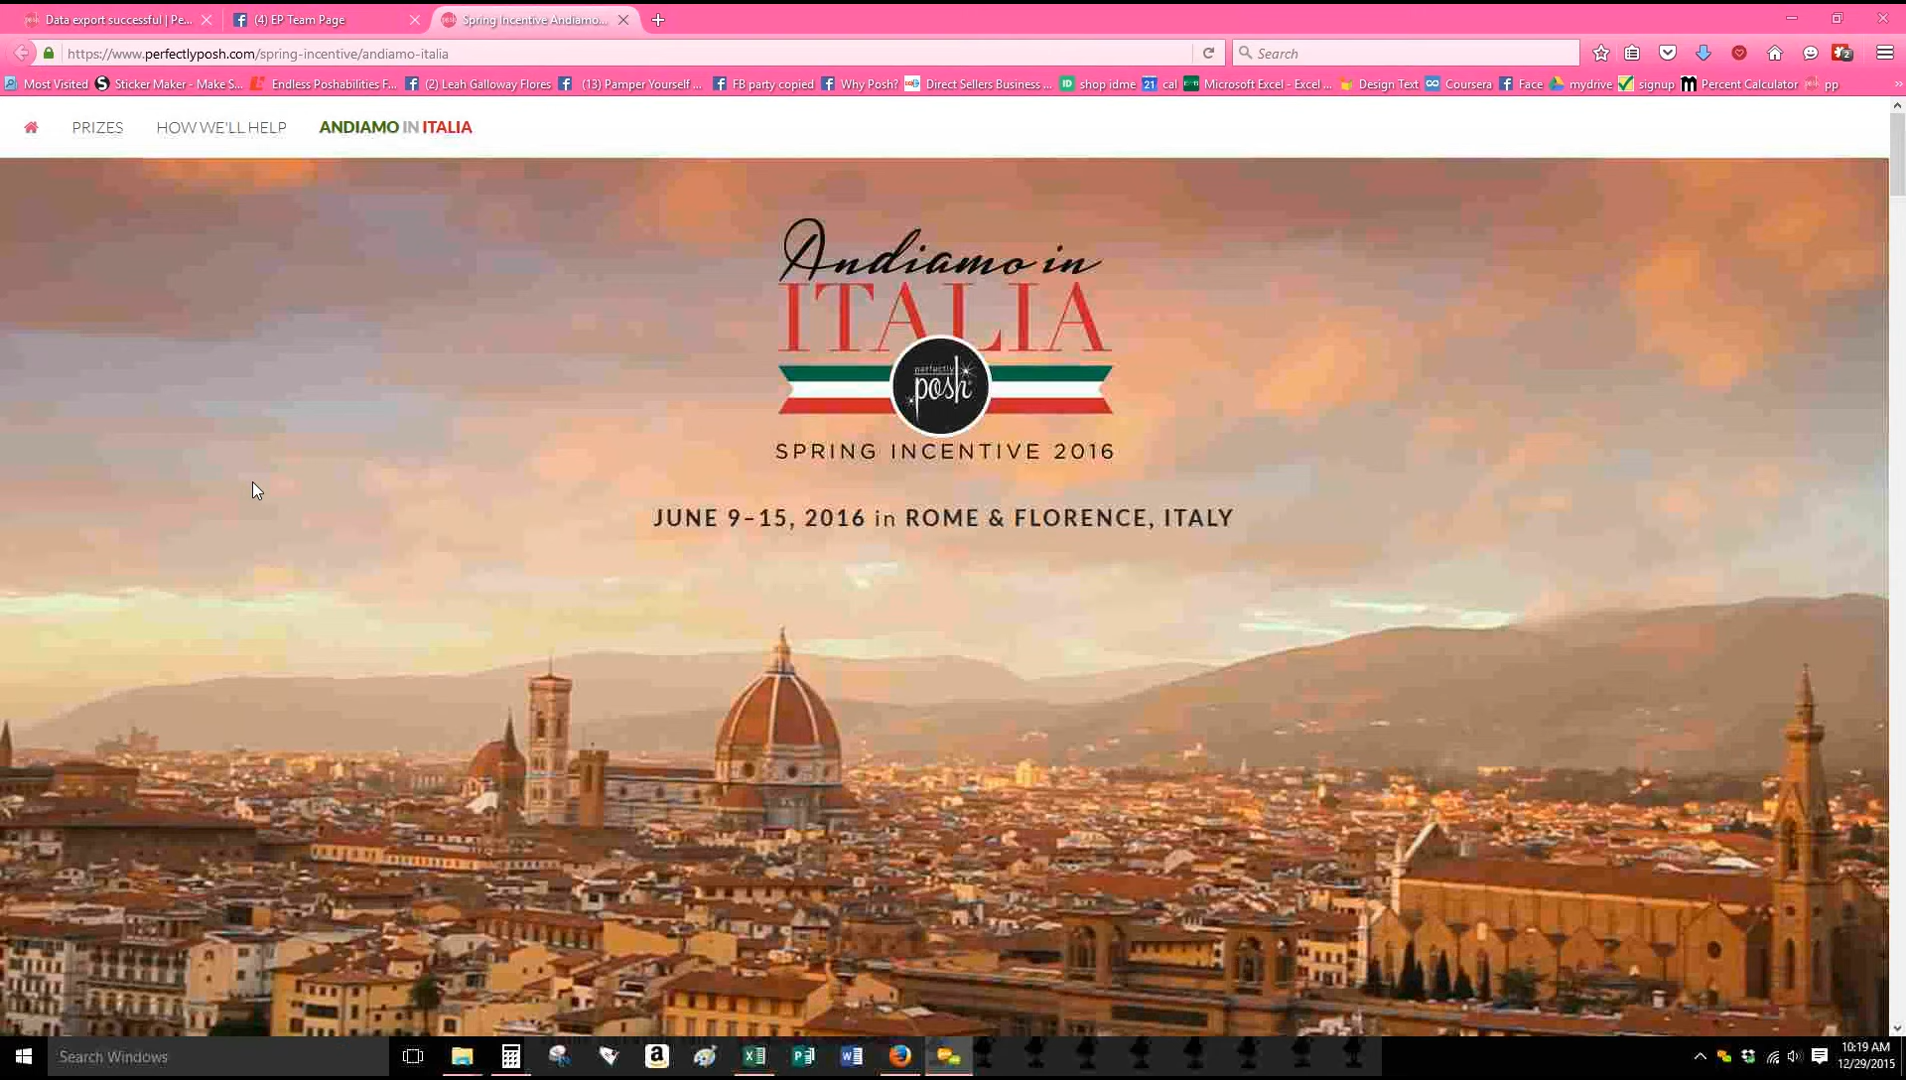 Data export successful | Pe...
(4) EP Team Page
Spring Incentive Andiamo...
https://www.perfectlyposh.com/spring-incentive/andiamo-italia
Search
Most Visited
Sticker Maker - Make S...
Endless Poshabilities F...
(2) Leah Galloway Flores
(13) Pamper Yourself ...
FB party copied
Why Posh?
Direct Sellers Business ...
shop idme
21 cal
Microsoft Excel - Excel ...
Design Text
Coursera
Face
mydrive
signup
Percent Calculator
pp
PRIZES
HOW WE'LL HELP
ANDIAMO IN ITALIA
Andiamo in
ITALIA
perfectly
posh
SPRING INCENTIVE 2016
JUNE 9–15, 2016 in ROME & FLORENCE, ITALY
Search Windows
10:19 AM
12/29/2015